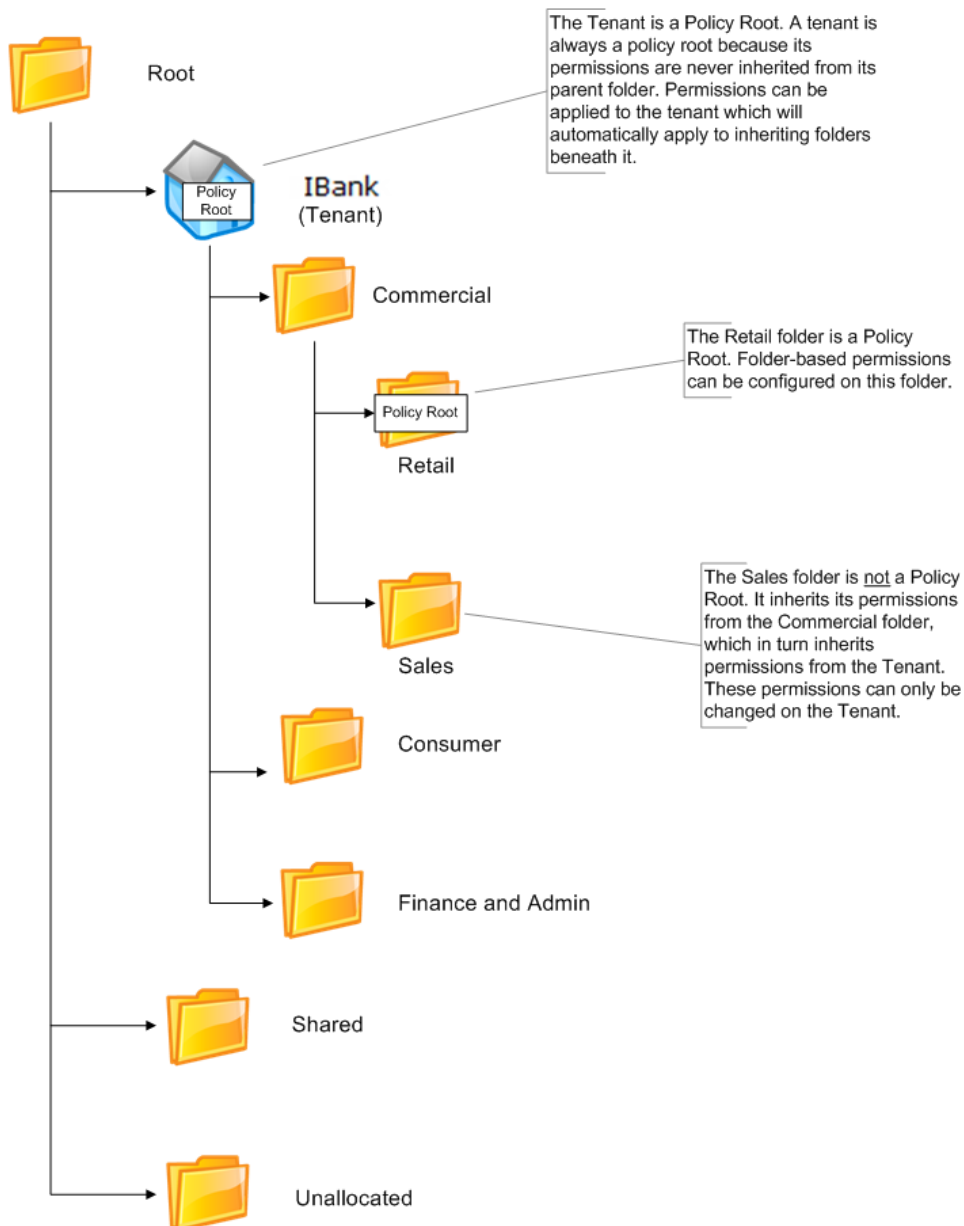 The Tenant is a Policy Root. A tenant is
always a policy root because its
permissions are never inherited from its
parent folder. Permissions can be
applied to the tenant which will
automatically apply to inheriting folders
beneath it.
Root
Policy
Root
IBank
(Tenant)
Commercial
The Retail folder is a Policy
Root. Folder-based permissions
can be configured on this folder.
Policy Root
Retail
The Sales folder is not a Policy
Root. It inherits its permissions
from the Commercial folder,
which in turn inherits
permissions from the Tenant.
These permissions can only be
changed on the Tenant.
Sales
Consumer
Finance and Admin
Shared
Unallocated